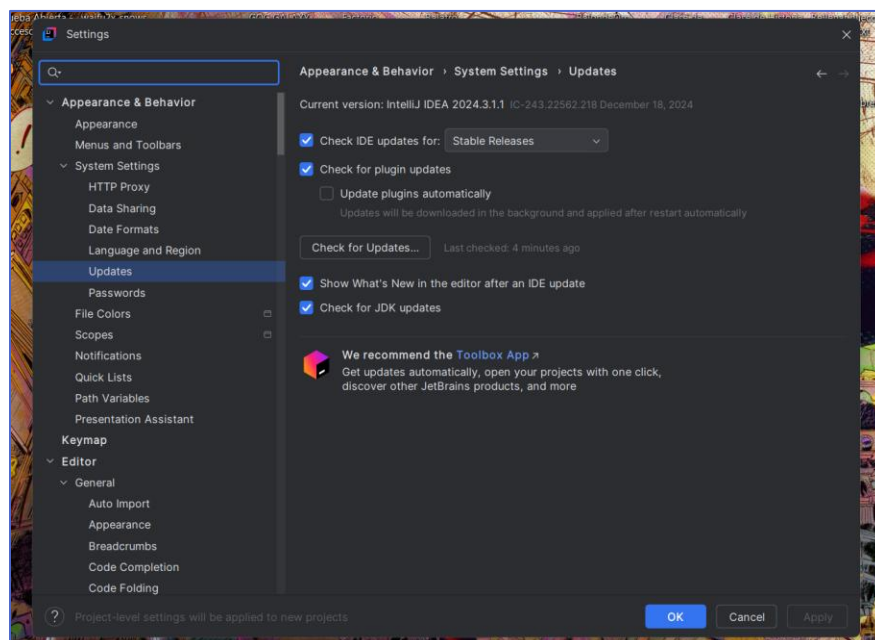 Settings
Appearance & Behavior
Appearance
Menus and Toolbars
System Settings
HTTP Proxy
Data Sharing
Date Formats
Language and Region
Updates
Passwords
File Colors
Scopes
Notifications
Quick Lists
Path Variables
Presentation Assistant
Keymap
Editor
General
Auto Import
Appearance
Breadcrumbs
Code Completion
Code Folding
Appearance & Behavior › System Settings › Updates
Current version: IntelliJ IDEA 2024.3.1.1 IC-243.22562.218 December 18, 2024
Check IDE updates for: Stable Releases
Check for plugin updates
Update plugins automatically
Updates will be downloaded in the background and applied after restart automatically
Check for Updates... Last checked: 4 minutes ago
Show What's New in the editor after an IDE update
Check for JDK updates
We recommend the Toolbox App ↗
Get updates automatically, open your projects with one click,
discover other JetBrains products, and more
? Project-level settings will be applied to new projects
OK Cancel Apply